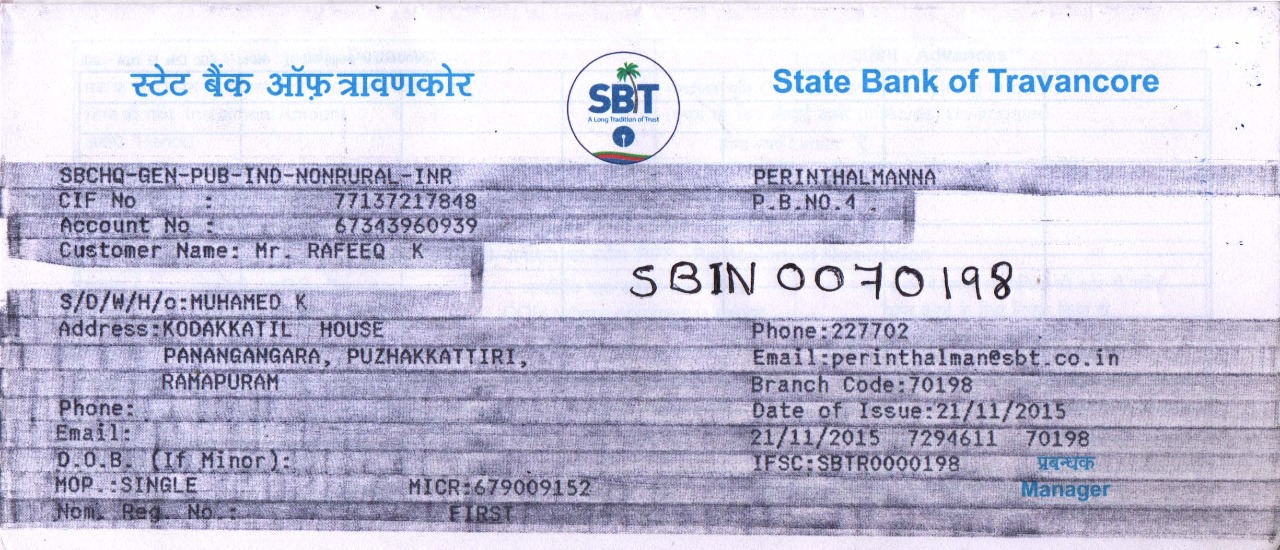 स्टेट बैंक ऑफ़ त्रावणकोर
SBT
A Long Tradition of Trust
State Bank of Travancore
SBCHQ-GEN-PUB-IND-NONRURAL-INR PERINTHALMANNA
CIF No : 77137217848 P.B.NO.4 .
Account No : 67343960939
Customer Name: Mr. RAFEEQ K
SBIN 0070198
S/D/W/H/o:MUHAMED K
Address:KODAKKATIL HOUSE Phone:227702
PANANGANGARA, PUZHAKKATTIRI, Email:perinthalman@sbt.co.in
RAMAPURAM Branch Code:70198
Phone: Date of Issue:21/11/2015
Email: 21/11/2015 7294611 70198
D.O.B. (If Minor): IFSC:SBTR0000198 प्रबन्धक
MOP.:SINGLE MICR:679009152 Manager
Nom. Reg. No.: FIRST